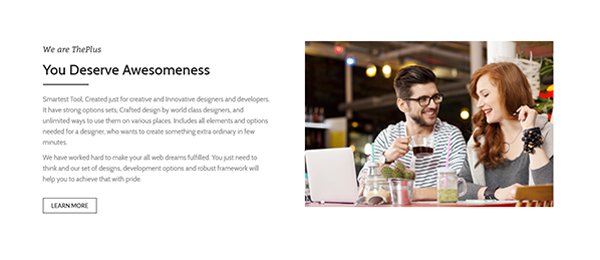 We are ThePlus
You Deserve Awesomeness
Smartest Tool, Created just for creative and Innovative designers and developers.
It have strong options sets, Crafted design by world class designers, and
unlimited ways to use them on various places. Includes all elements and options
needed for a designer, who wants to create something extra ordinary in few
minutes.
We have worked hard to make your all web dreams fulfilled. You just need to
think and our set of designs, development options and robust framework will
help you to achieve that with pride.
LEARN MORE